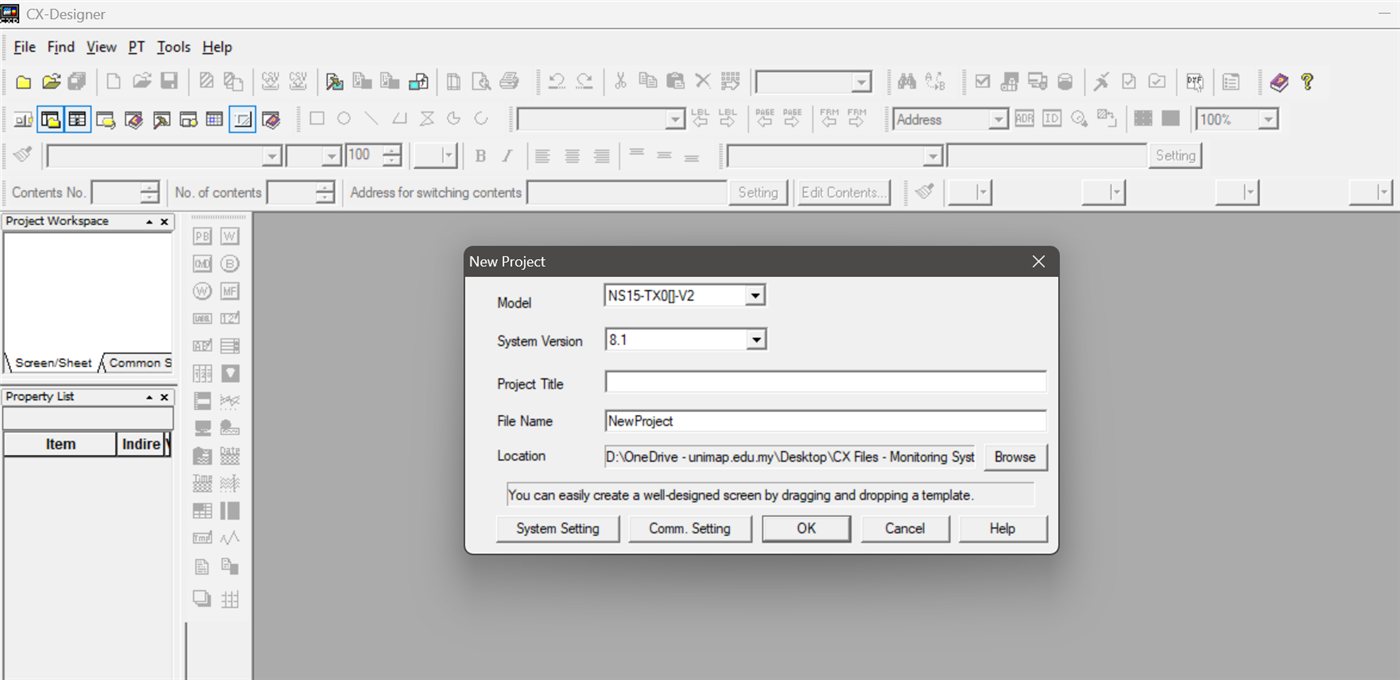 CX-Designer
File Find View PT Tools Help
Address 100%
100 B I Setting
Contents No. No. of contents Address for switching contents Setting Edit Contents...
Project Workspace
Screen/Sheet Common S
Property List
Item Indire
New Project
Model NS15-TX0[]-V2
System Version 8.1
Project Title
File Name NewProject
Location D:\OneDrive - unimap.edu.my\Desktop\CX Files - Monitoring Syst Browse
You can easily create a well-designed screen by dragging and dropping a template.
System Setting Comm. Setting OK Cancel Help